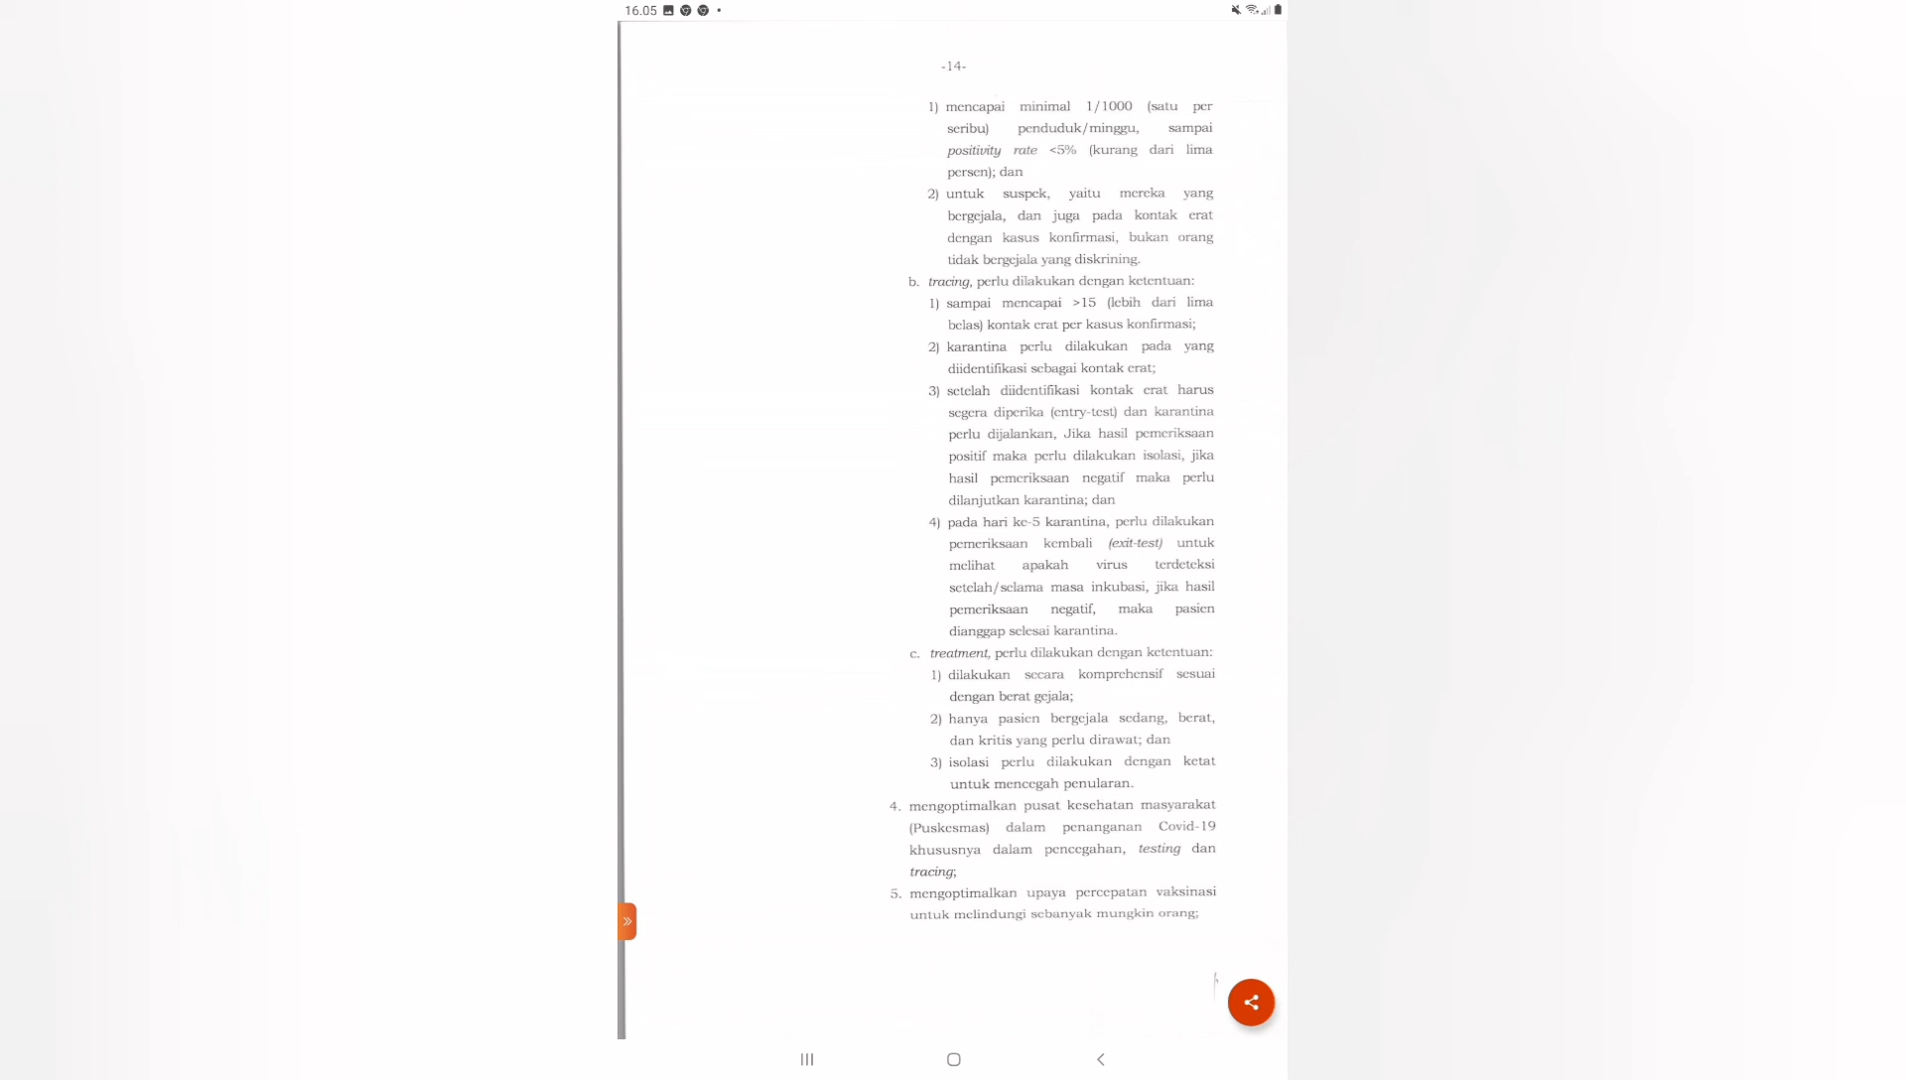 16.05
-14-
1) mencapai minimal 1/1000 (satu per
seribu) penduduk/minggu, sampai
positivity rate <5% (kurang dari lima
persen); dan
2) untuk suspek, yaitu mereka yang
bergejala, dan juga pada kontak erat
dengan kasus konfirmasi, bukan orang
tidak bergejala yang diskrining.
b. tracing, perlu dilakukan dengan ketentuan:
1) sampai mencapai >15 (lebih dari lima
belas) kontak erat per kasus konfirmasi;
2) karantina perlu dilakukan pada yang
diidentifikasi sebagai kontak erat;
3) setelah diidentifikasi kontak erat harus
segera diperika (entry-test) dan karantina
perlu dijalankan, Jika hasil pemeriksaan
positif maka perlu dilakukan isolasi, jika
hasil pemeriksaan negatif maka perlu
dilanjutkan karantina; dan
4) pada hari ke-5 karantina, perlu dilakukan
pemeriksaan kembali (exit-test) untuk
melihat apakah virus terdeteksi
setelah/selama masa inkubasi, jika hasil
pemeriksaan negatif, maka pasien
dianggap selesai karantina.
c. treatment, perlu dilakukan dengan ketentuan:
1) dilakukan secara komprehensif sesuai
dengan berat gejala;
2) hanya pasien bergejala sedang, berat,
dan kritis yang perlu dirawat; dan
3) isolasi perlu dilakukan dengan ketat
untuk mencegah penularan.
4. mengoptimalkan pusat kesehatan masyarakat
(Puskesmas) dalam penanganan Covid-19
khususnya dalam pencegahan, testing dan
tracing;
5. mengoptimalkan upaya percepatan vaksinasi
untuk melindungi sebanyak mungkin orang;